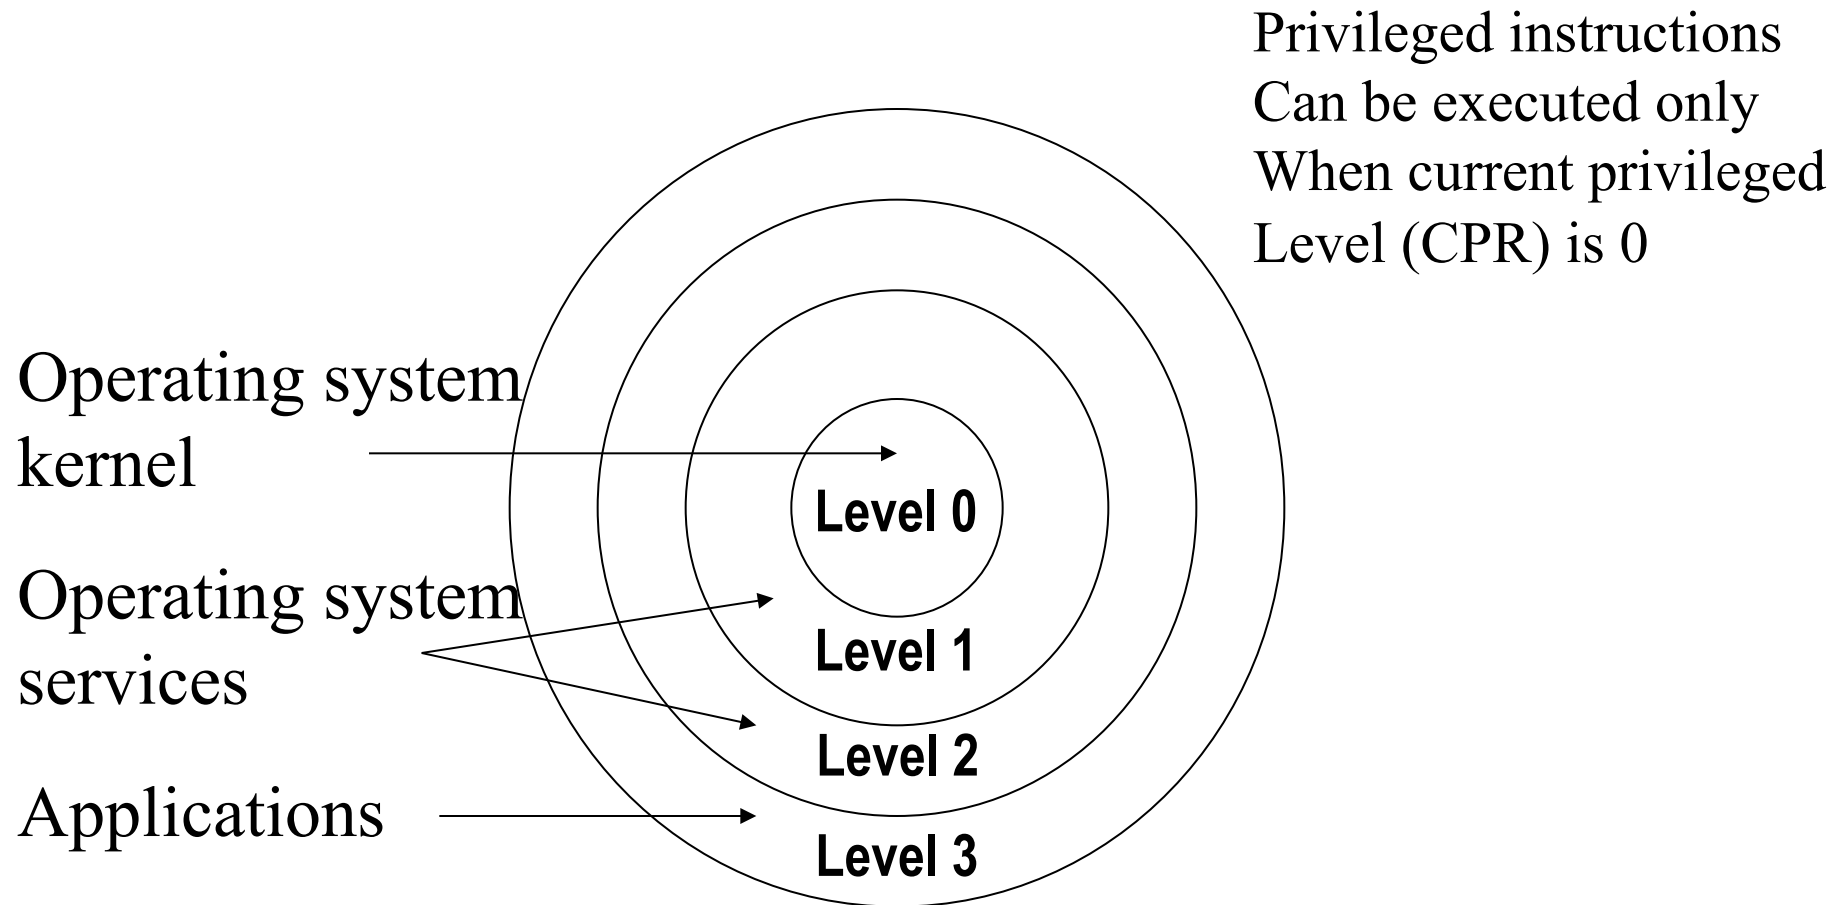 Privileged instructions
Can be executed only
When current privileged
Level (CPR) is 0
Operating system
kernel
Level 0
Operating system
services
Level 1
Level 2
Applications
Level 3